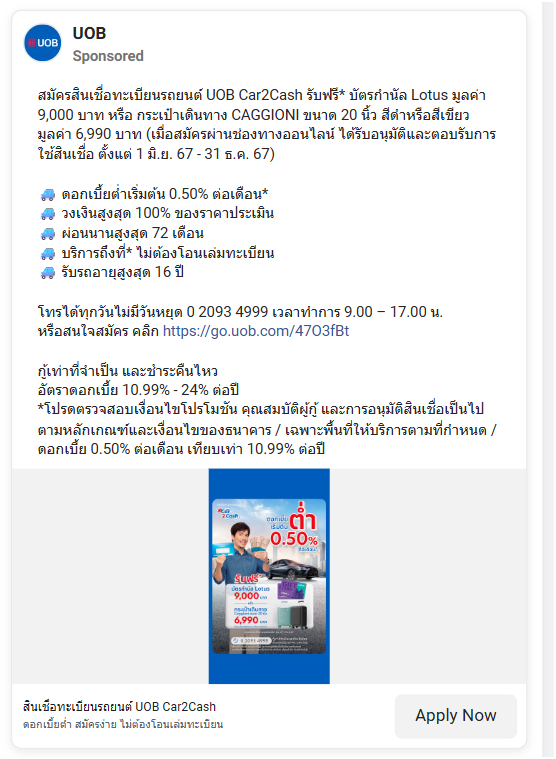 UOB
UOB
Sponsored
สมัครสินเชื่อทะเบียนรถยนต์ UOB Car2Cash รับฟรี* บัตรกำนัล Lotus มูลค่า
9,000 บาท หรือ กระเป๋าเดินทาง CAGGIONI ขนาด 20 นิ้ว สีดำหรือสีเขียว
มูลค่า 6,990 บาท (เมื่อสมัครผ่านช่องทางออนไลน์ ได้รับอนุมัติและตอบรับการ
ใช้สินเชื่อ ตั้งแต่ 1 มิ.ย. 67 - 31 ธ.ค. 67)
🚙 ดอกเบี้ยต่ำเริ่มต้น 0.50% ต่อเดือน*
🚙 วงเงินสูงสุด 100% ของราคาประเมิน
🚙 ผ่อนนานสูงสุด 72 เดือน
🚙 บริการถึงที่* ไม่ต้องโอนเล่มทะเบียน
🚙 รับรถอายุสูงสุด 16 ปี
โทรได้ทุกวันไม่มีวันหยุด 0 2093 4999 เวลาทำการ 9.00 – 17.00 น.
หรือสนใจสมัคร คลิก https://go.uob.com/47O3fBt
กู้เท่าที่จำเป็น และชำระคืนไหว
อัตราดอกเบี้ย 10.99% - 24% ต่อปี
*โปรดตรวจสอบเงื่อนไขโปรโมชัน คุณสมบัติผู้กู้ และการอนุมัติสินเชื่อเป็นไป
ตามหลักเกณฑ์และเงื่อนไขของธนาคาร / เฉพาะพื้นที่ให้บริการตามที่กำหนด /
ดอกเบี้ย 0.50% ต่อเดือน เทียบเท่า 10.99% ต่อปี
ดอกเบี้ย
เริ่มต้น
ต่ำ
0.50%
ต่อเดือน*
รับฟรี*
บัตรกำนัล Lotus
9,000 บาท
หรือ
กระเป๋าเดินทาง
6,990 บาท
0 2093 4999
สินเชื่อทะเบียนรถยนต์ UOB Car2Cash
ดอกเบี้ยต่ำ สมัครง่าย ไม่ต้องโอนเล่มทะเบียน
Apply Now